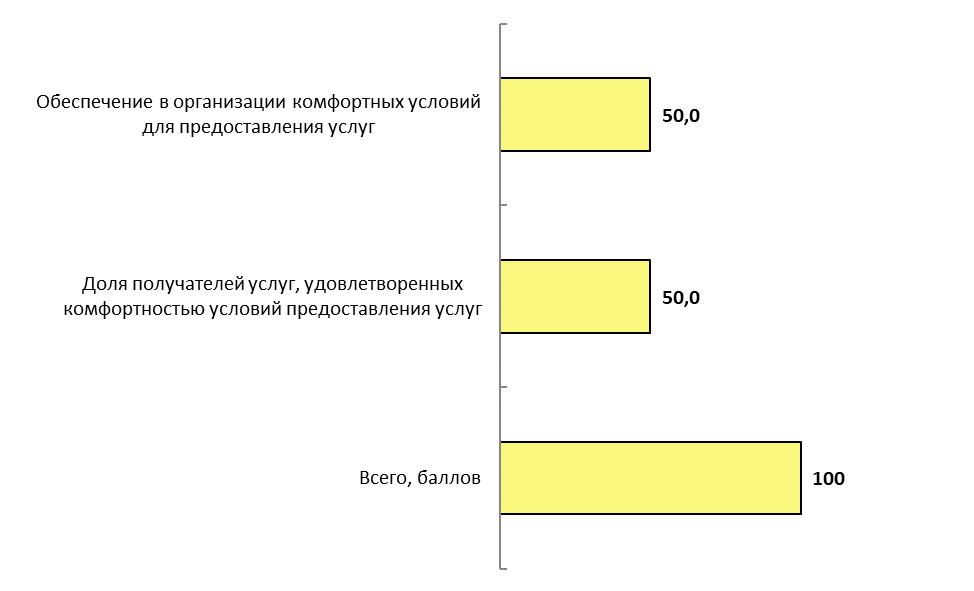 Обеспечение в организации комфортных условий
для предоставления услуг
50,0
Доля получателей услуг, удовлетворенных
комфортностью условий предоставления услуг
50,0
Всего, баллов
100